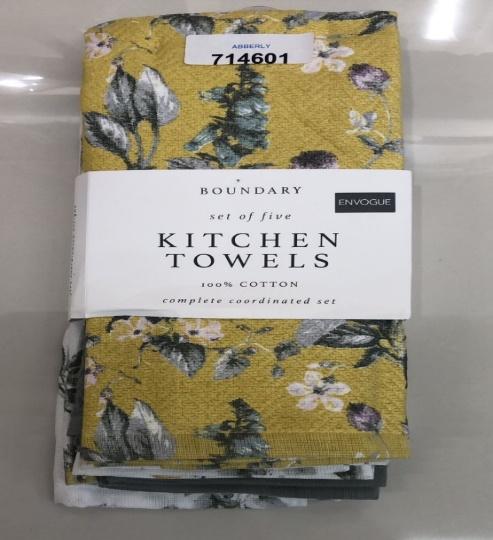 ABBERLY
714601
BOUNDARY
ENVOGUE
set of five
KITCHEN
TOWELS
100% COTTON
complete coordinated set